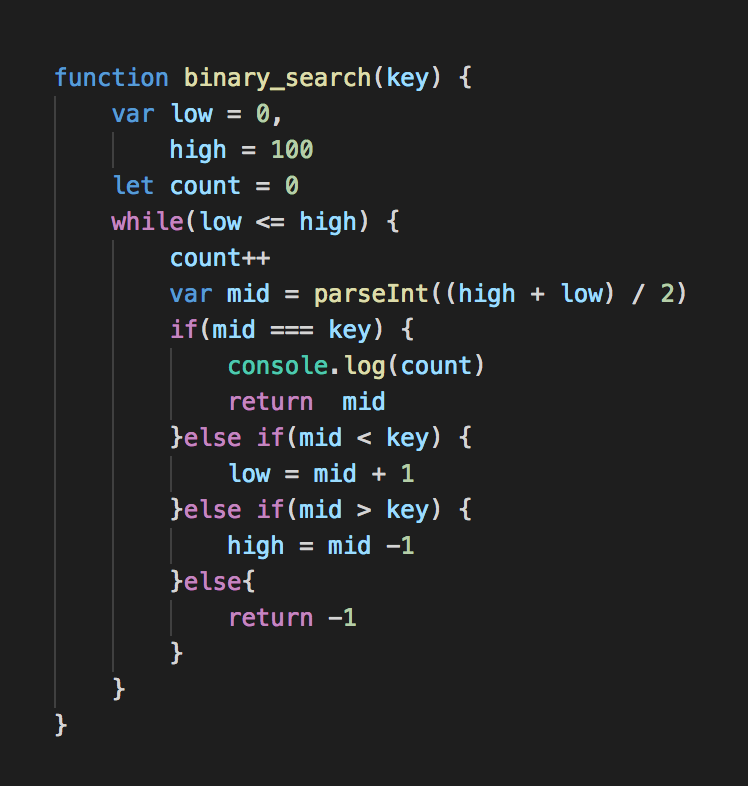 function binary_search(key) {
    var low = 0,
        high = 100
    let count = 0
    while(low <= high) {
        count++
        var mid = parseInt((high + low) / 2)
        if(mid === key) {
            console.log(count)
            return  mid
        }else if(mid < key) {
            low = mid + 1
        }else if(mid > key) {
            high = mid -1
        }else{
            return -1
        }
    }
}